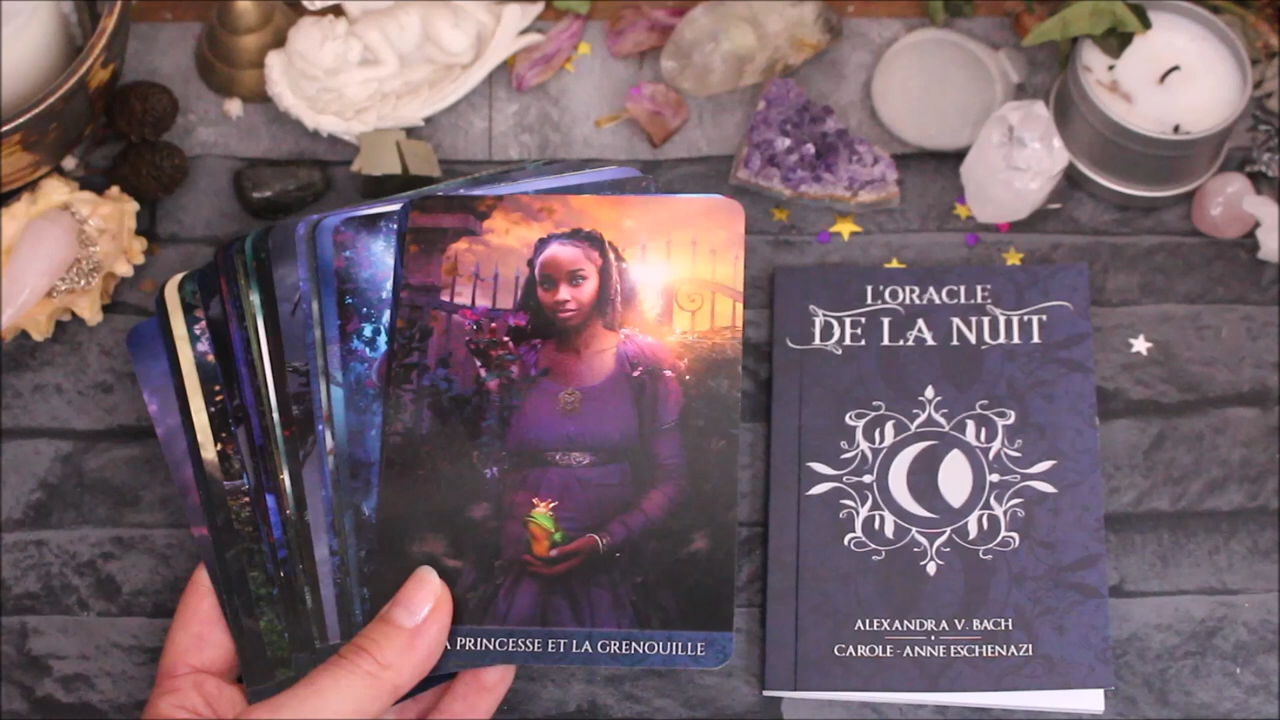 PRINCESSE ET LA GRENOUILLE
L'ORACLE
DE LA NUIT
ALEXANDRA V. BACH
CAROLE-ANNE ESCHENAZI